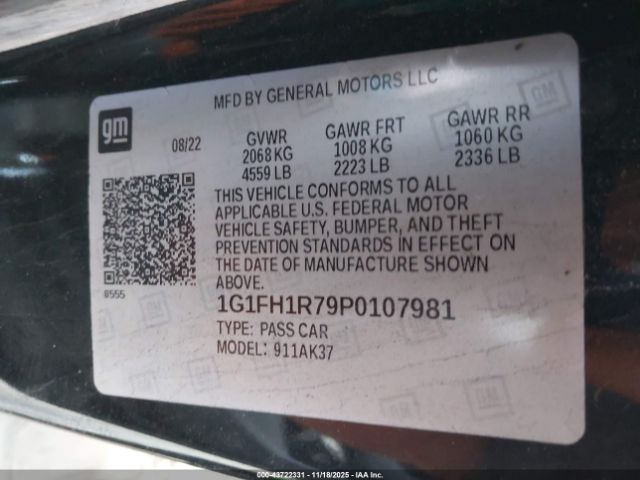 MFD BY GENERAL MOTORS LLC
gm
08/22
GVWR
2068 KG
4559 LB
GAWR FRT
1008 KG
2223 LB
GAWR RR
1060 KG
2336 LB
THIS VEHICLE CONFORMS TO ALL
APPLICABLE U.S. FEDERAL MOTOR
VEHICLE SAFETY, BUMPER, AND THEFT
PREVENTION STANDARDS IN EFFECT ON
THE DATE OF MANUFACTURE SHOWN
ABOVE.
8555
1G1FH1R79P0107981
TYPE: PASS CAR
MODEL: 911AK37
000-43722331 - 11/18/2025 - IAA Inc.